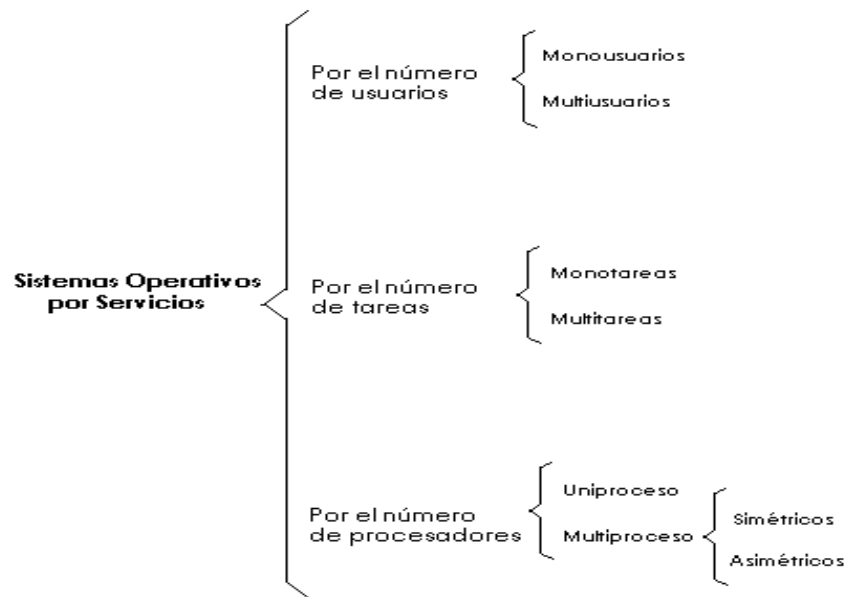 Sistemas Operativos
por Servicios
Por el número
de usuarios
Monousuarios
Multiusuarios
Por el número
de tareas
Monotareas
Multitareas
Por el número
de procesadores
Uniproceso
Multiproceso
Simétricos
Asimétricos